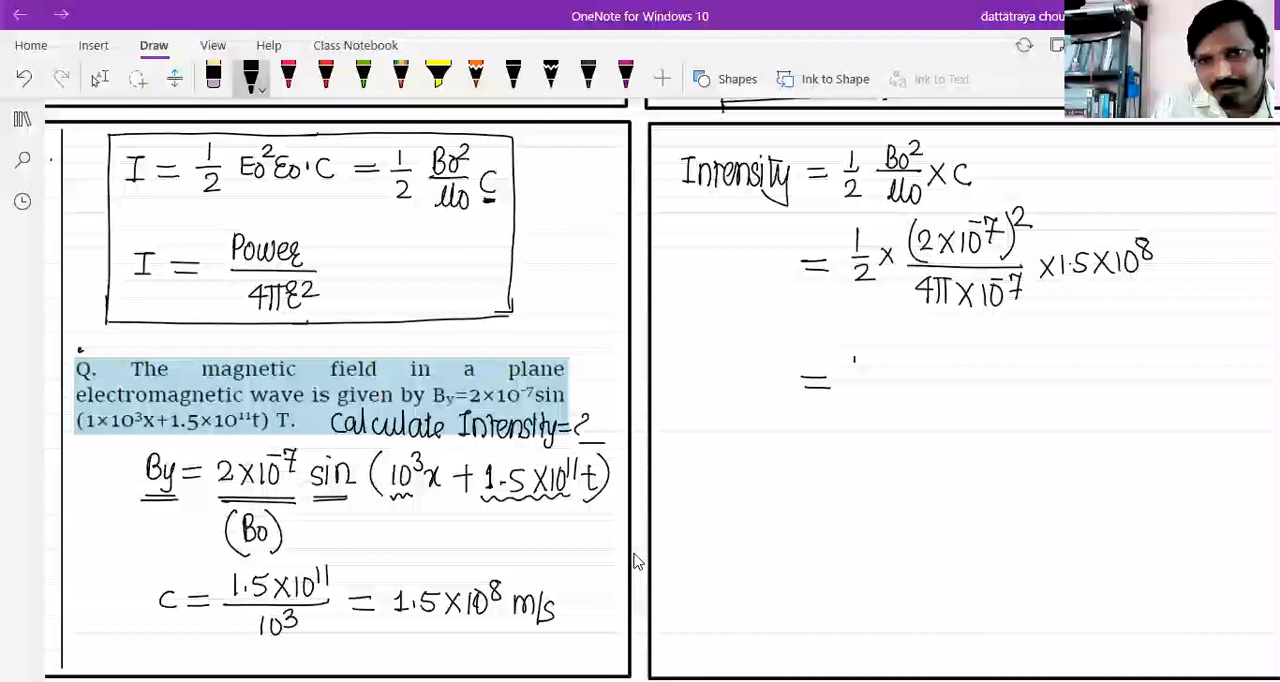 OneNote for Windows 10
dattatraya chou
Home Insert Draw View Help Class Notebook
Shapes Ink to Shape Ink to Text
I = 1/2 E0² ε0 · C = 1/2 B0²/μ0 C
I = Power / 4πr²
Q. The magnetic field in a plane
electromagnetic wave is given by By=2×10⁻⁷sin
(1×10³x+1.5×10¹¹t) T. Calculate Intensity=?
By = 2×10⁻⁷ sin (10³x + 1.5×10¹¹t)
(B0)
C = 1.5×10¹¹ / 10³ = 1.5×10⁸ m/s
Intensity = 1/2 B0²/μ0 × C
= 1/2 × (2×10⁻⁷)² / 4π×10⁻⁷ × 1.5×10⁸
=